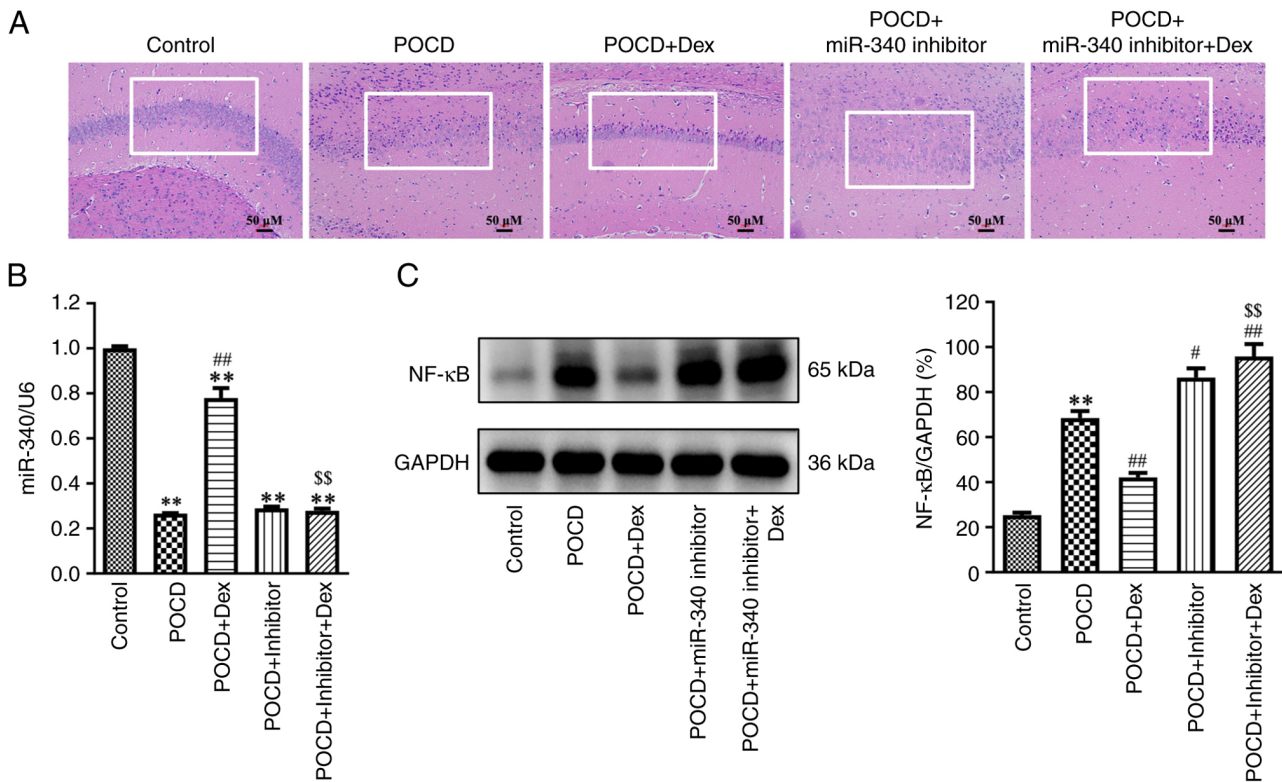 A
Control
POCD
POCD+Dex
POCD+
miR-340 inhibitor
POCD+
miR-340 inhibitor+Dex
50 µM
50 µM
50 µM
50 µM
50 µM
B
miR-340/U6
1.2
1.0
0.8
0.6
0.4
0.2
0.0
**
##
**
**
$$
**
Control
POCD
POCD+Dex
POCD+Inhibitor
POCD+Inhibitor+Dex
C
NF-κB
65 kDa
GAPDH
36 kDa
Control
POCD
POCD+Dex
POCD+miR-340 inhibitor
POCD+miR-340 inhibitor+
Dex
NF-κB/GAPDH (%)
120
100
80
60
40
20
0
**
##
#
$$
##
Control
POCD
POCD+Dex
POCD+Inhibitor
POCD+Inhibitor+Dex